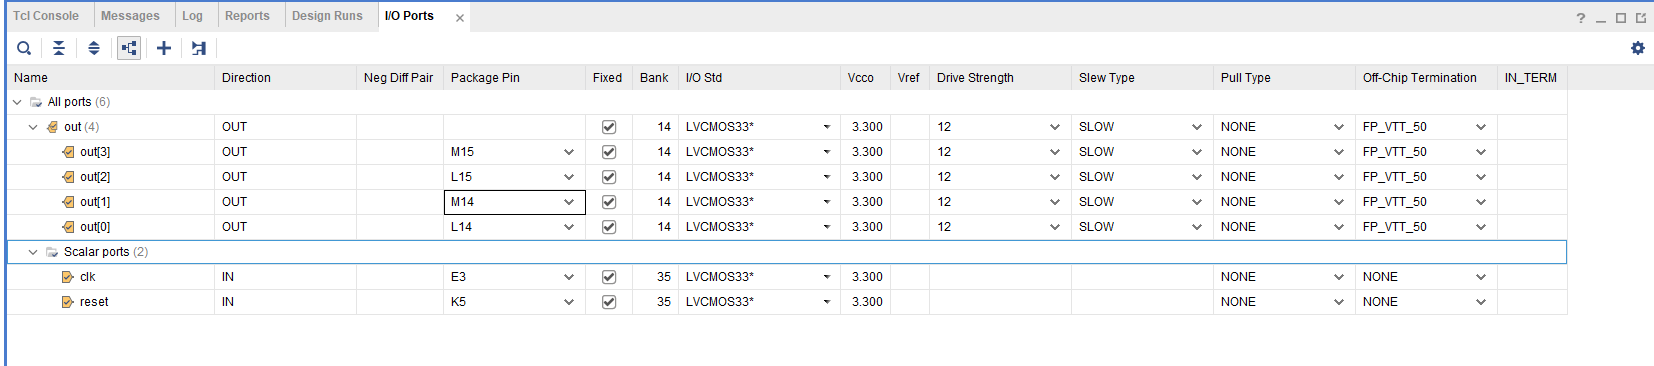 Tcl Console Messages Log Reports Design Runs I/O Ports × ?
Name Direction Neg Diff Pair Package Pin Fixed Bank I/O Std Vcco Vref Drive Strength Slew Type Pull Type Off-Chip Termination IN_TERM
All ports (6)
out (4) OUT 14 LVCMOS33* 3.300 12 SLOW NONE FP_VTT_50
out[3] OUT M15 14 LVCMOS33* 3.300 12 SLOW NONE FP_VTT_50
out[2] OUT L15 14 LVCMOS33* 3.300 12 SLOW NONE FP_VTT_50
out[1] OUT M14 14 LVCMOS33* 3.300 12 SLOW NONE FP_VTT_50
out[0] OUT L14 14 LVCMOS33* 3.300 12 SLOW NONE FP_VTT_50
Scalar ports (2)
clk IN E3 35 LVCMOS33* 3.300 NONE NONE
reset IN K5 35 LVCMOS33* 3.300 NONE NONE